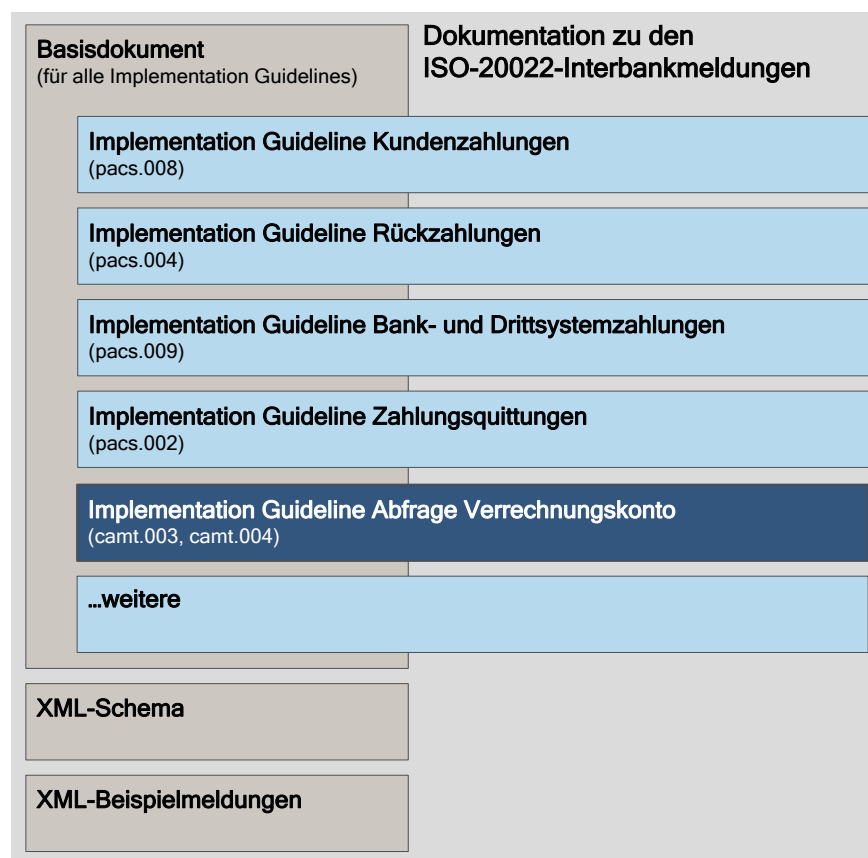 Basisdokument
(für alle Implementation Guidelines)
Dokumentation zu den
ISO-20022-Interbankmeldungen
Implementation Guideline Kundenzahlungen
(pacs.008)
Implementation Guideline Rückzahlungen
(pacs.004)
Implementation Guideline Bank- und Drittsystemzahlungen
(pacs.009)
Implementation Guideline Zahlungsquittungen
(pacs.002)
Implementation Guideline Abfrage Verrechnungskonto
(camt.003, camt.004)
...weitere
XML-Schema
XML-Beispielmeldungen